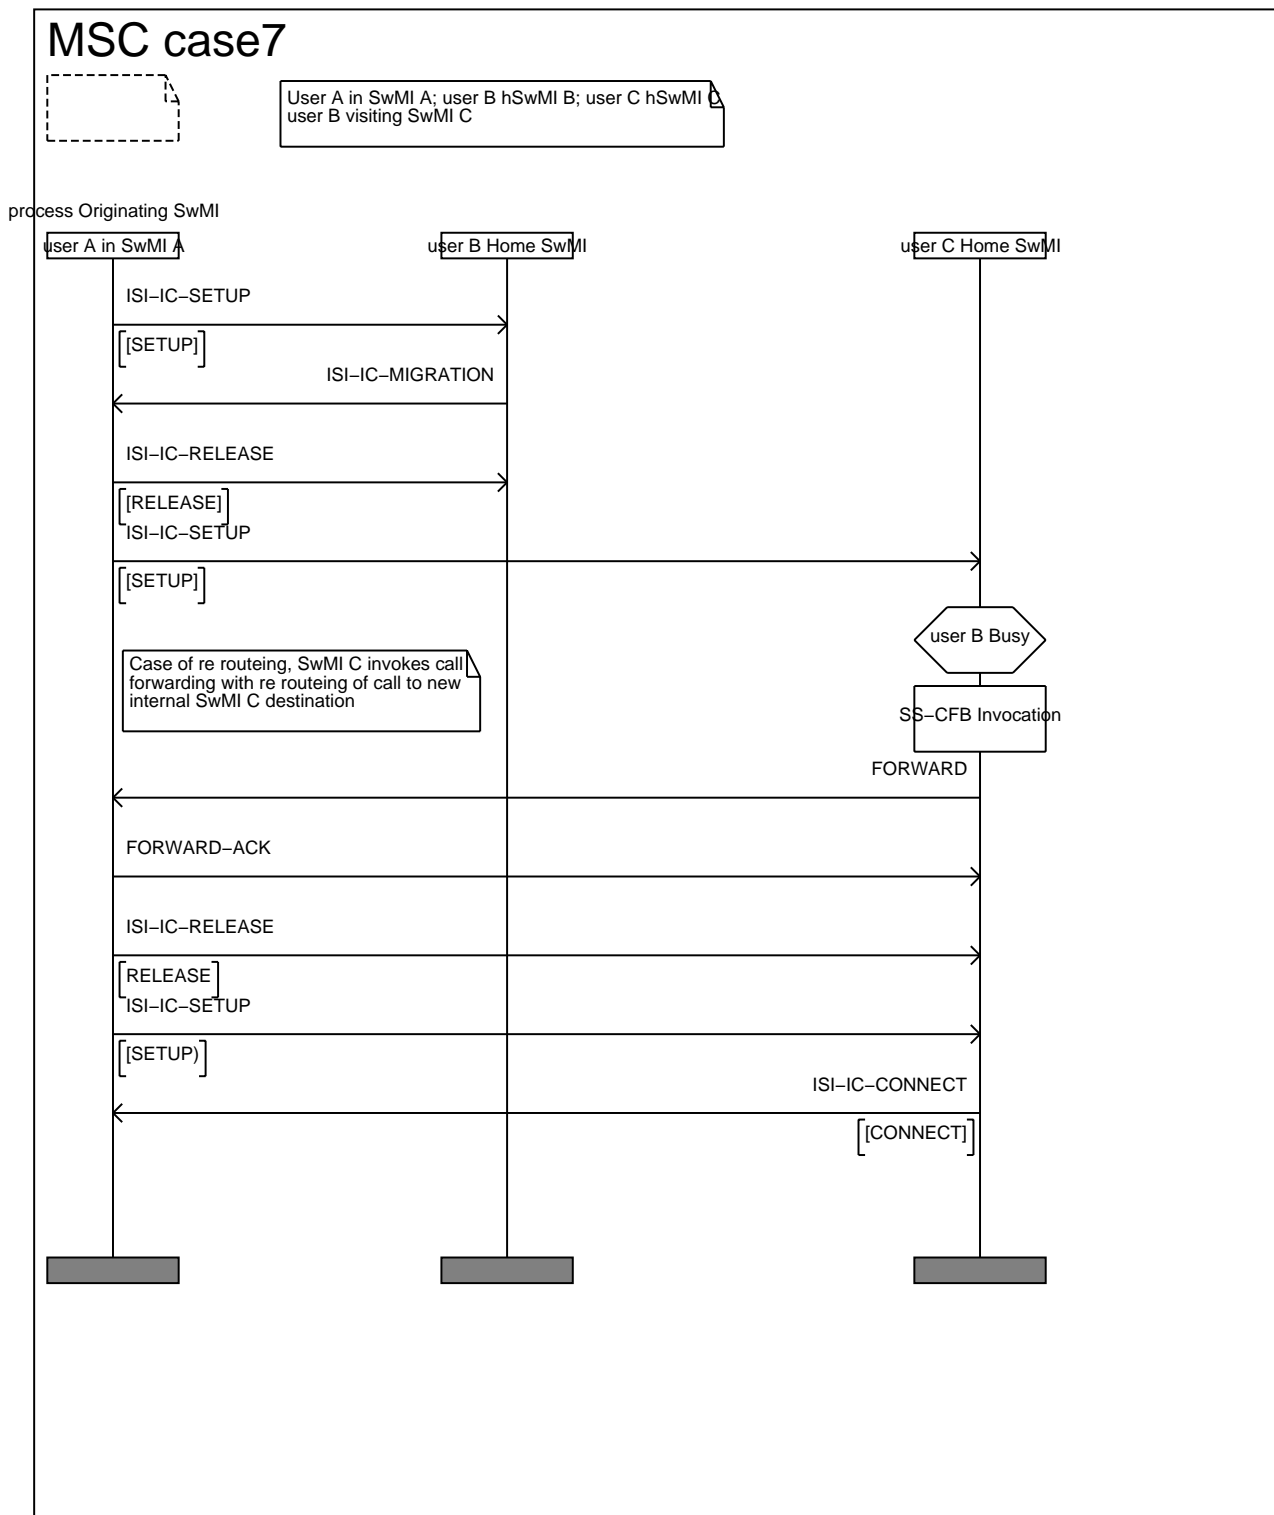 MSC case7
User A in SwMI A; user B hSwMI B; user C hSwMI C
user B visiting SwMI C
process Originating SwMI
user A in SwMI A
user B Home SwMI
user C Home SwMI
ISI−IC−SETUP
[SETUP]
ISI−IC−MIGRATION
ISI−IC−RELEASE
[RELEASE]
ISI−IC−SETUP
[SETUP]
user B Busy
Case of re routeing, SwMI C invokes call
forwarding with re routeing of call to new
internal SwMI C destination
SS−CFB Invocation
FORWARD
FORWARD−ACK
ISI−IC−RELEASE
RELEASE
ISI−IC−SETUP
[SETUP)
ISI−IC−CONNECT
[CONNECT]